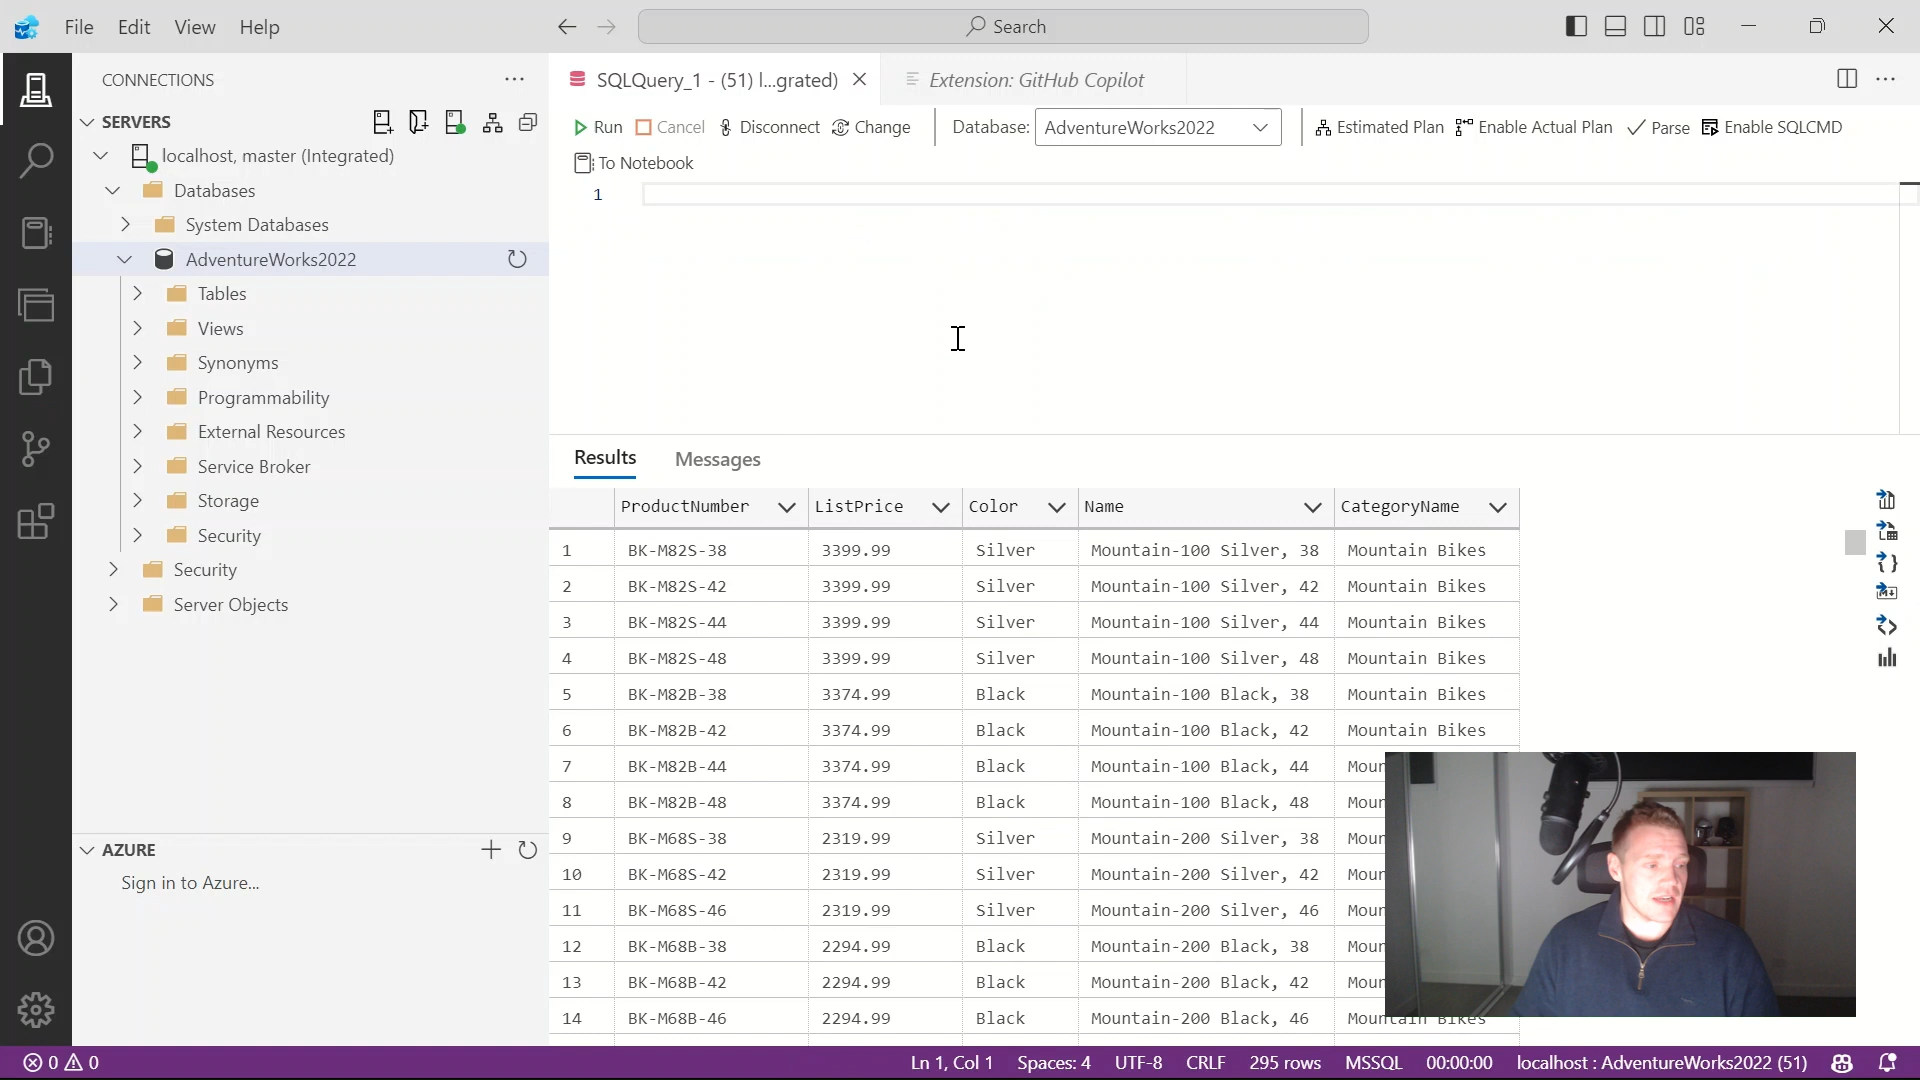 File Edit View Help
Search
CONNECTIONS
SERVERS
localhost, master (Integrated)
Databases
System Databases
AdventureWorks2022
Tables
Views
Synonyms
Programmability
External Resources
Service Broker
Storage
Security
Security
Server Objects
AZURE
Sign in to Azure...
SQLQuery_1 - (51) l...grated) Extension: GitHub Copilot
Run Cancel Disconnect Change Database: AdventureWorks2022 Estimated Plan Enable Actual Plan Parse Enable SQLCMD
To Notebook
1
Results Messages
ProductNumber ListPrice Color Name CategoryName
1 BK-M82S-38 3399.99 Silver Mountain-100 Silver, 38 Mountain Bikes
2 BK-M82S-42 3399.99 Silver Mountain-100 Silver, 42 Mountain Bikes
3 BK-M82S-44 3399.99 Silver Mountain-100 Silver, 44 Mountain Bikes
4 BK-M82S-48 3399.99 Silver Mountain-100 Silver, 48 Mountain Bikes
5 BK-M82B-38 3374.99 Black Mountain-100 Black, 38 Mountain Bikes
6 BK-M82B-42 3374.99 Black Mountain-100 Black, 42 Mountain Bikes
7 BK-M82B-44 3374.99 Black Mountain-100 Black, 44 Moun
8 BK-M82B-48 3374.99 Black Mountain-100 Black, 48 Moun
9 BK-M68S-38 2319.99 Silver Mountain-200 Silver, 38 Moun
10 BK-M68S-42 2319.99 Silver Mountain-200 Silver, 42 Moun
11 BK-M68S-46 2319.99 Silver Mountain-200 Silver, 46 Moun
12 BK-M68B-38 2294.99 Black Mountain-200 Black, 38 Moun
13 BK-M68B-42 2294.99 Black Mountain-200 Black, 42 Moun
14 BK-M68B-46 2294.99 Black Mountain-200 Black, 46 Mountain Bikes
0 0 Ln 1, Col 1 Spaces: 4 UTF-8 CRLF 295 rows MSSQL 00:00:00 localhost : AdventureWorks2022 (51)